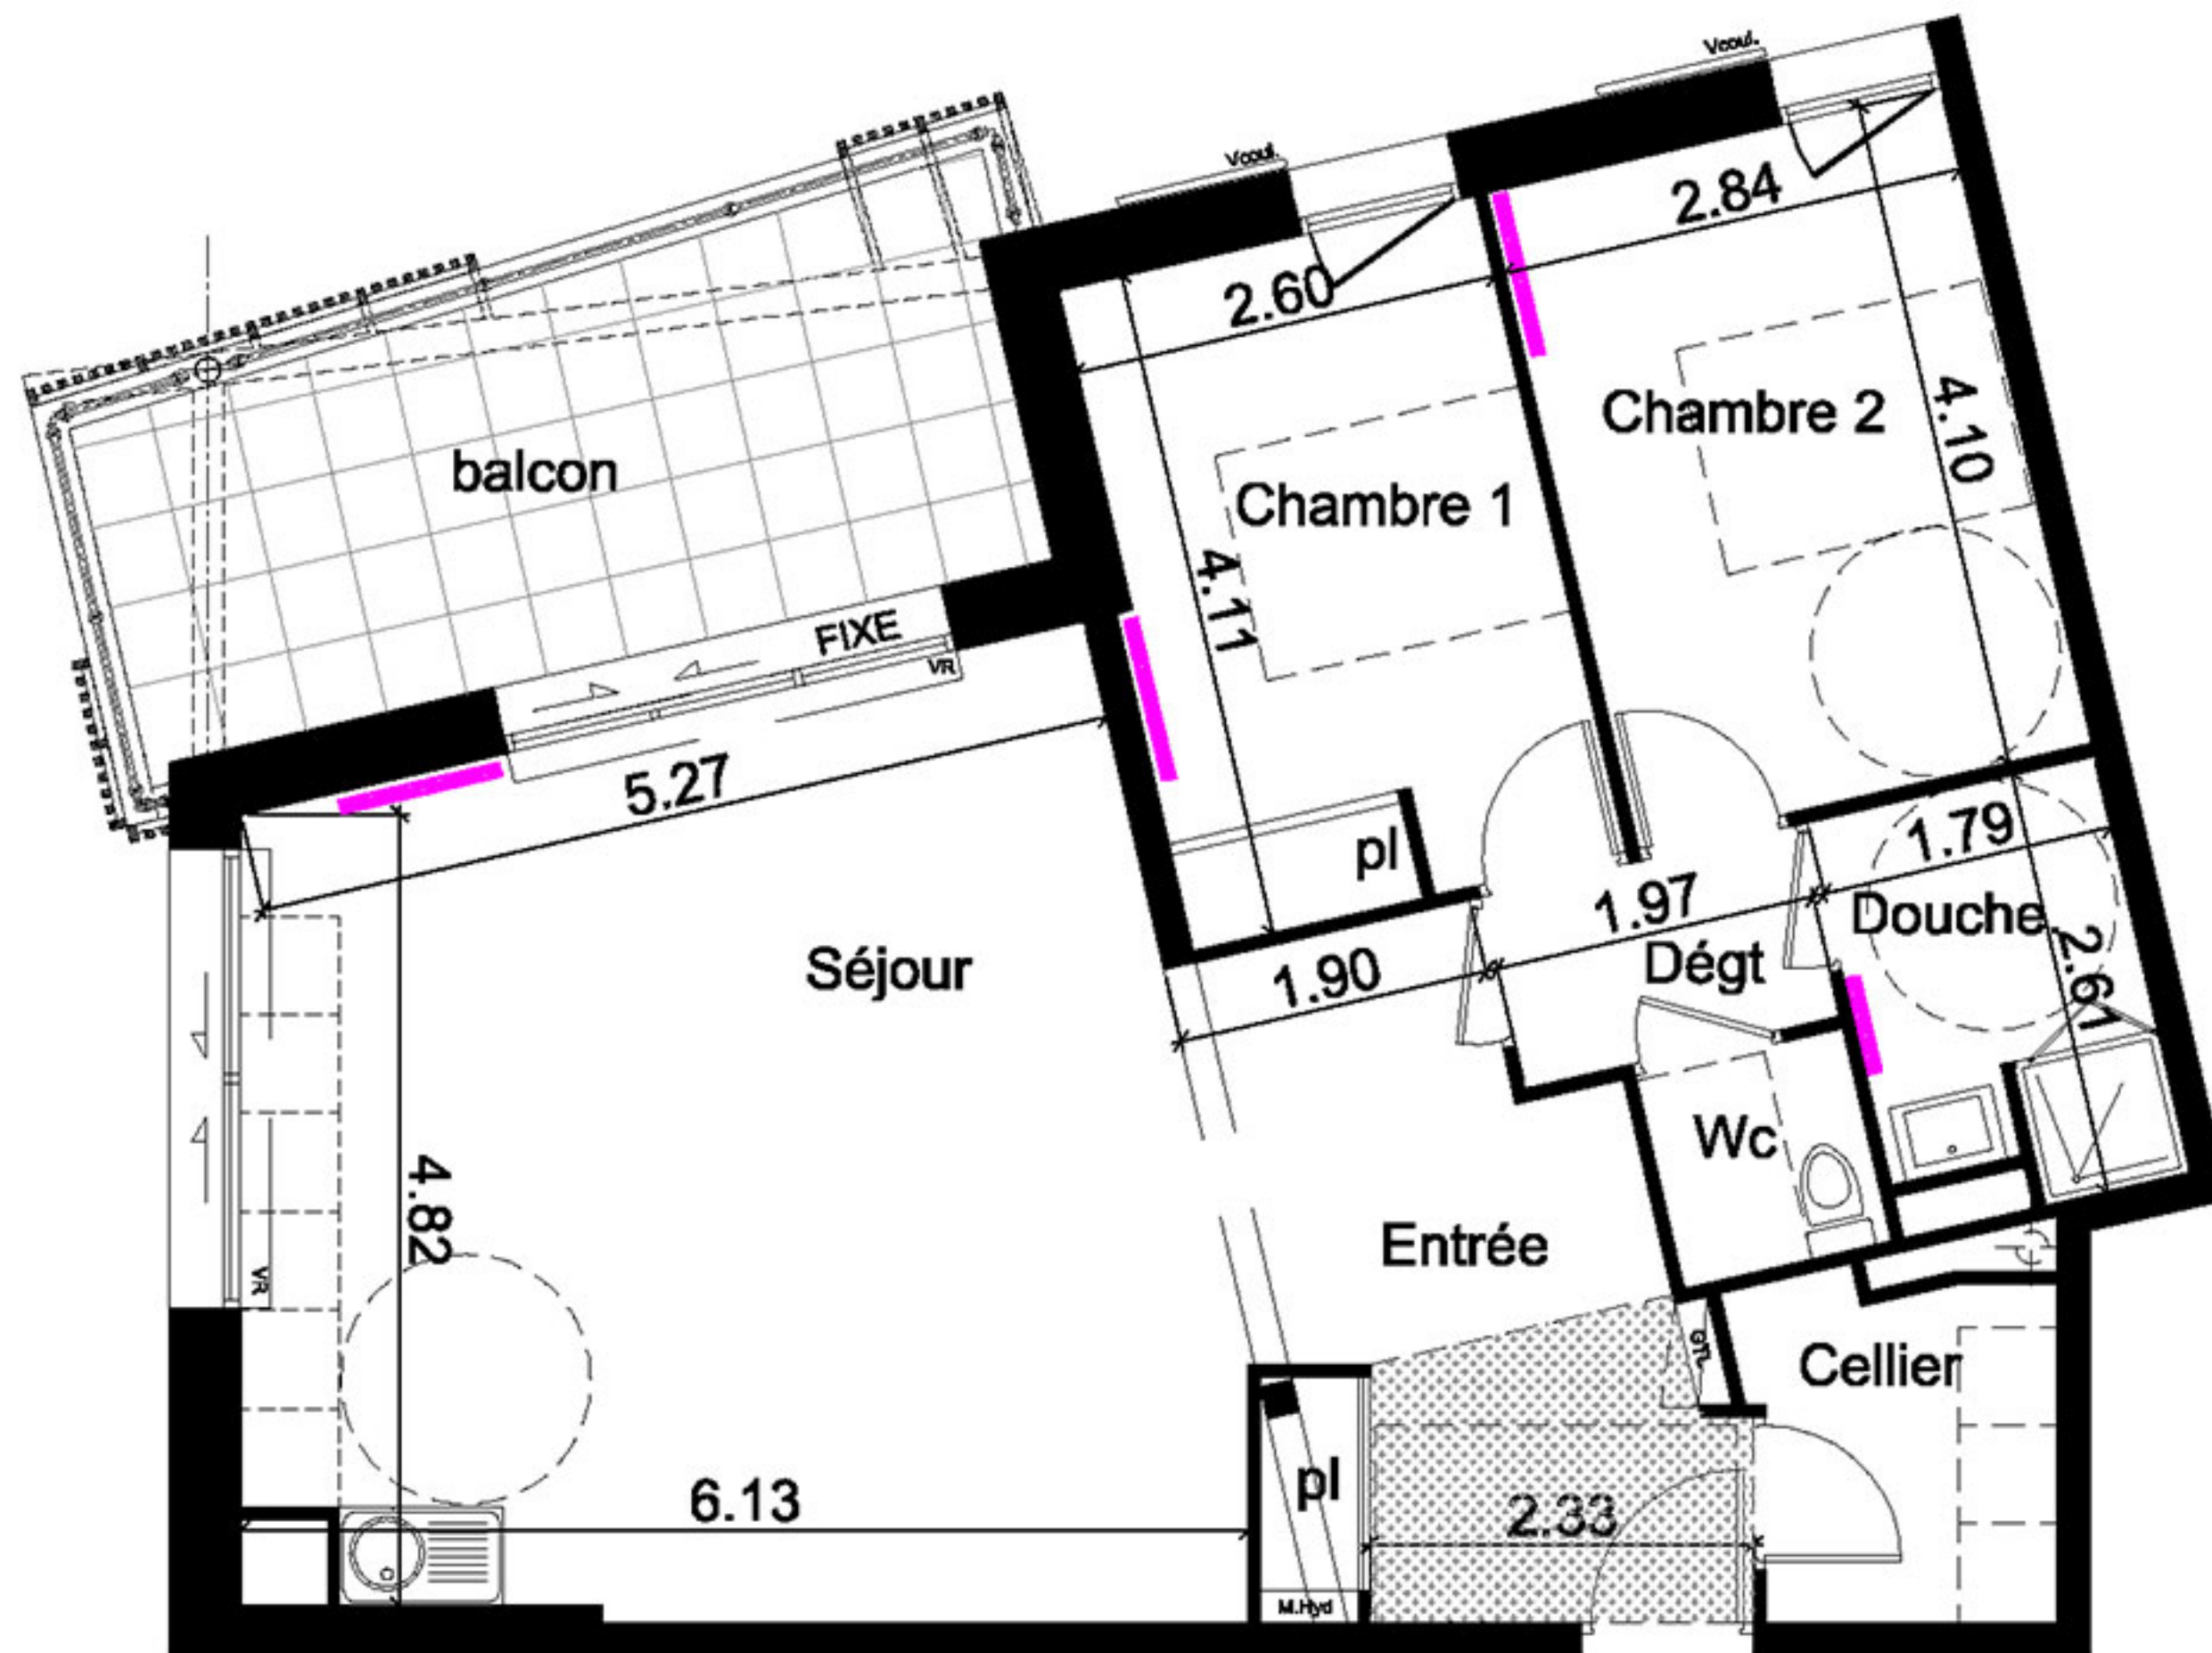 Vcoul.
Vcoul.
2.84
2.60
Chambre 2
4.10
balcon
Chambre 1
4.11
FIXE
VR
5.27
pl
1.79
1.97
Douche
Séjour
1.90
Dégt
2.61
Wc
4.82
Entrée
VR
GTL
Cellier
6.13
pl
2.33
M.Hyd